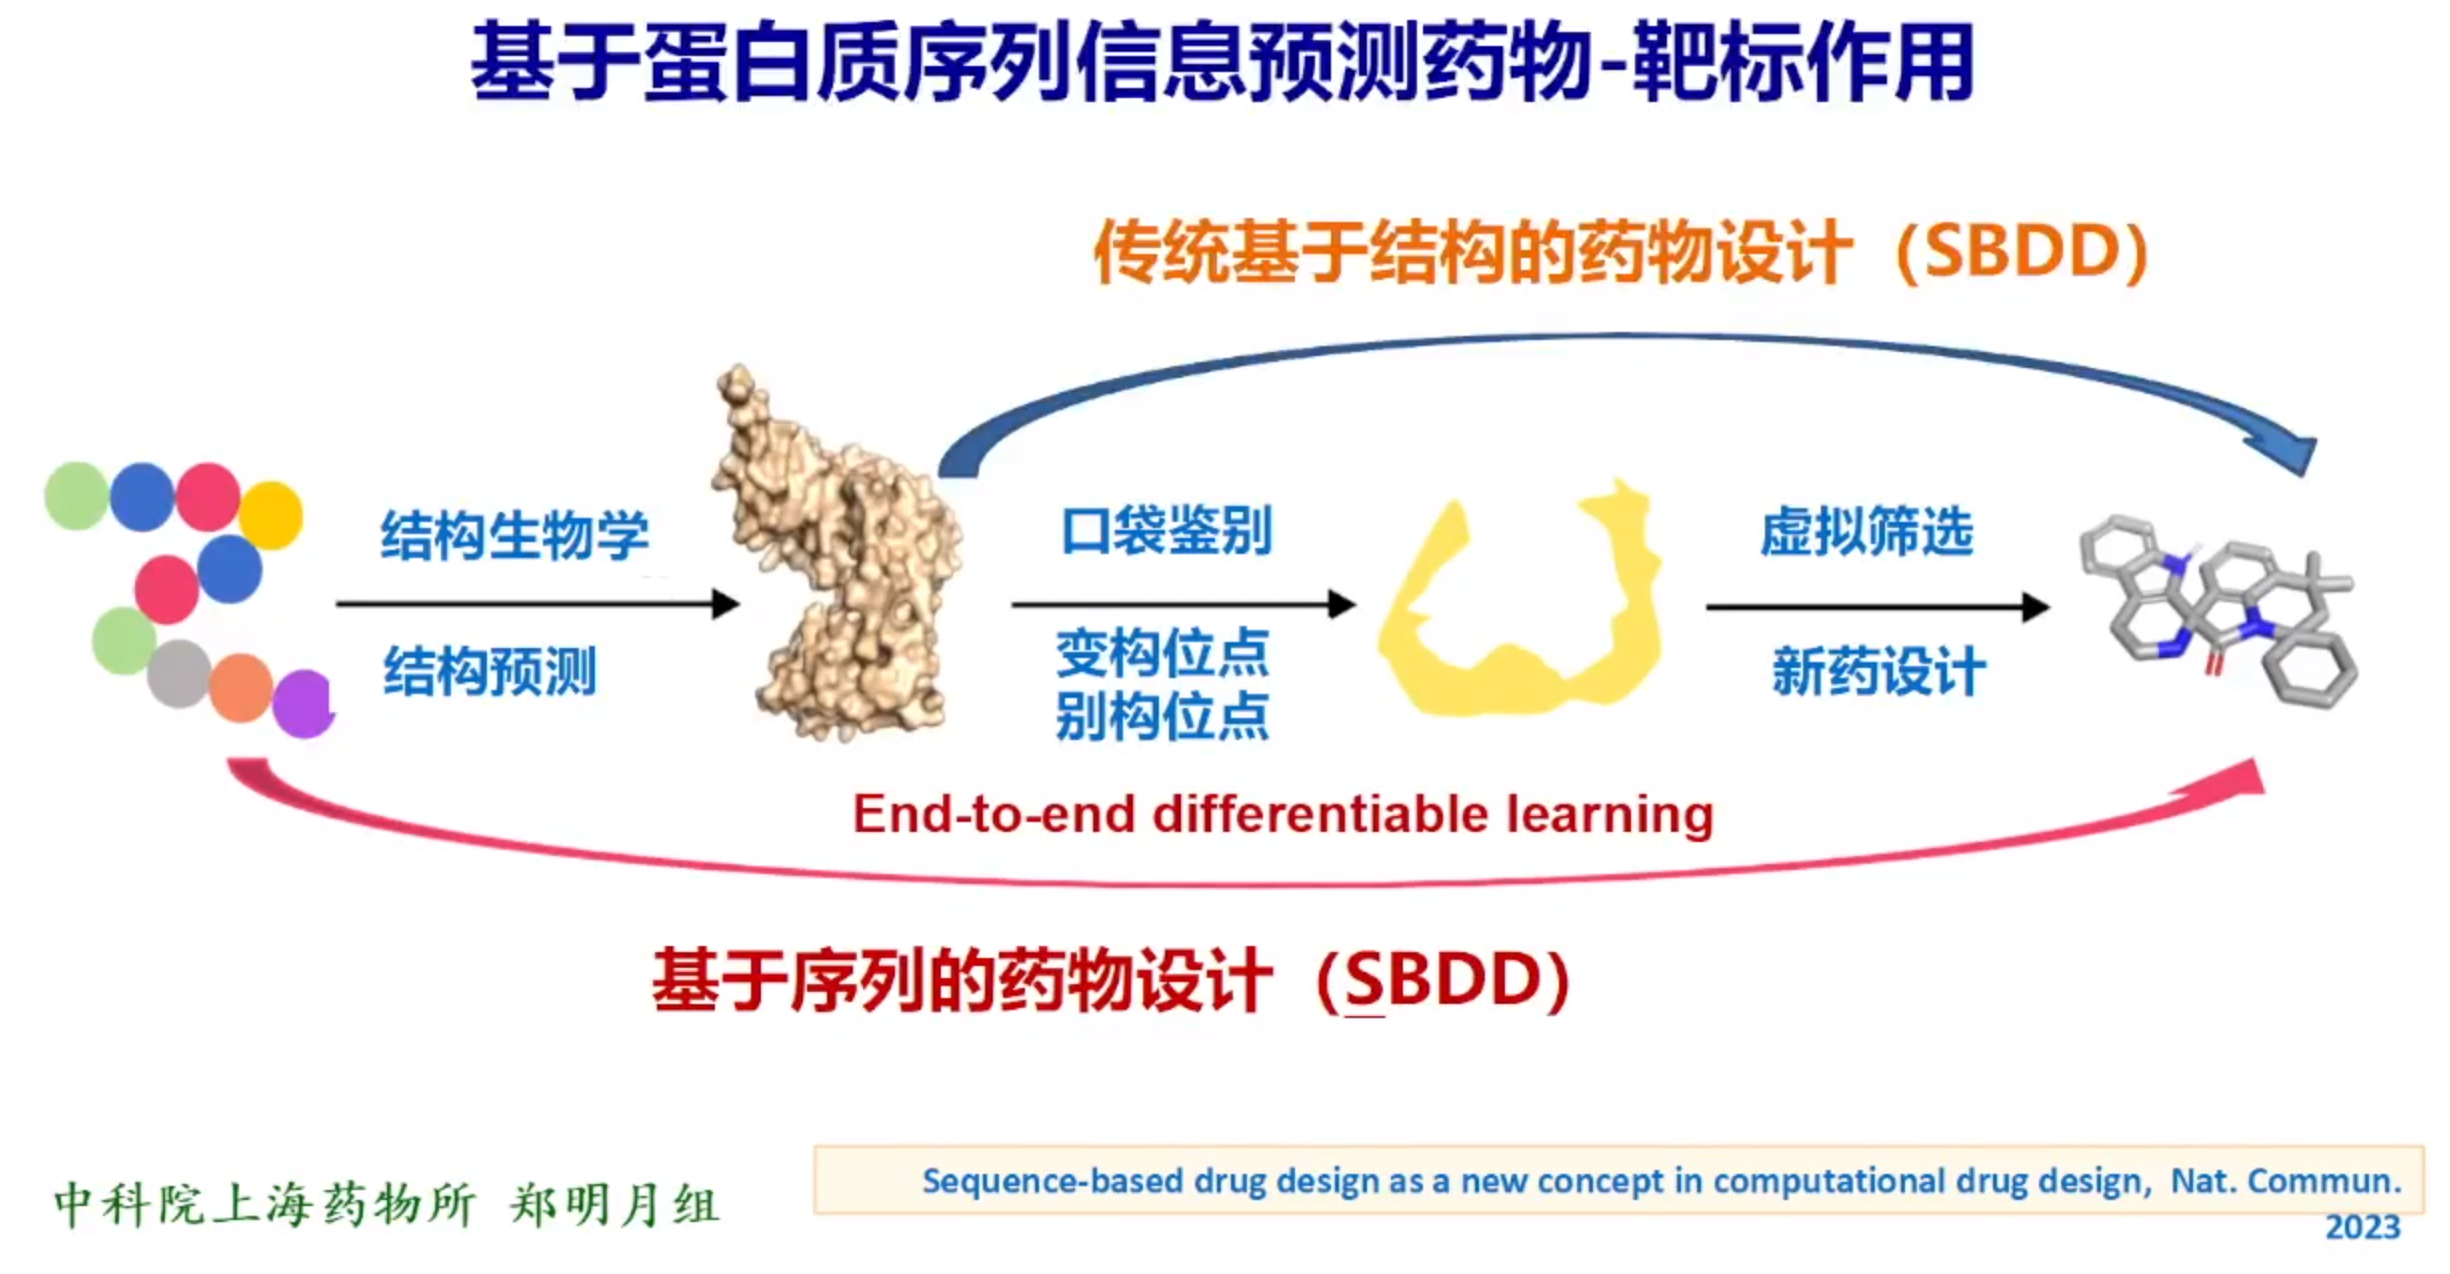 基于蛋白质序列信息预测药物-靶标作用
传统基于结构的药物设计（SBDD）
结构生物学
结构预测
口袋鉴别
变构位点
别构位点
虚拟筛选
新药设计
End-to-end differentiable learning
基于序列的药物设计（SBDD）
中科院上海药物所 郑明月组
Sequence-based drug design as a new concept in computational drug design, Nat. Commun.
2023